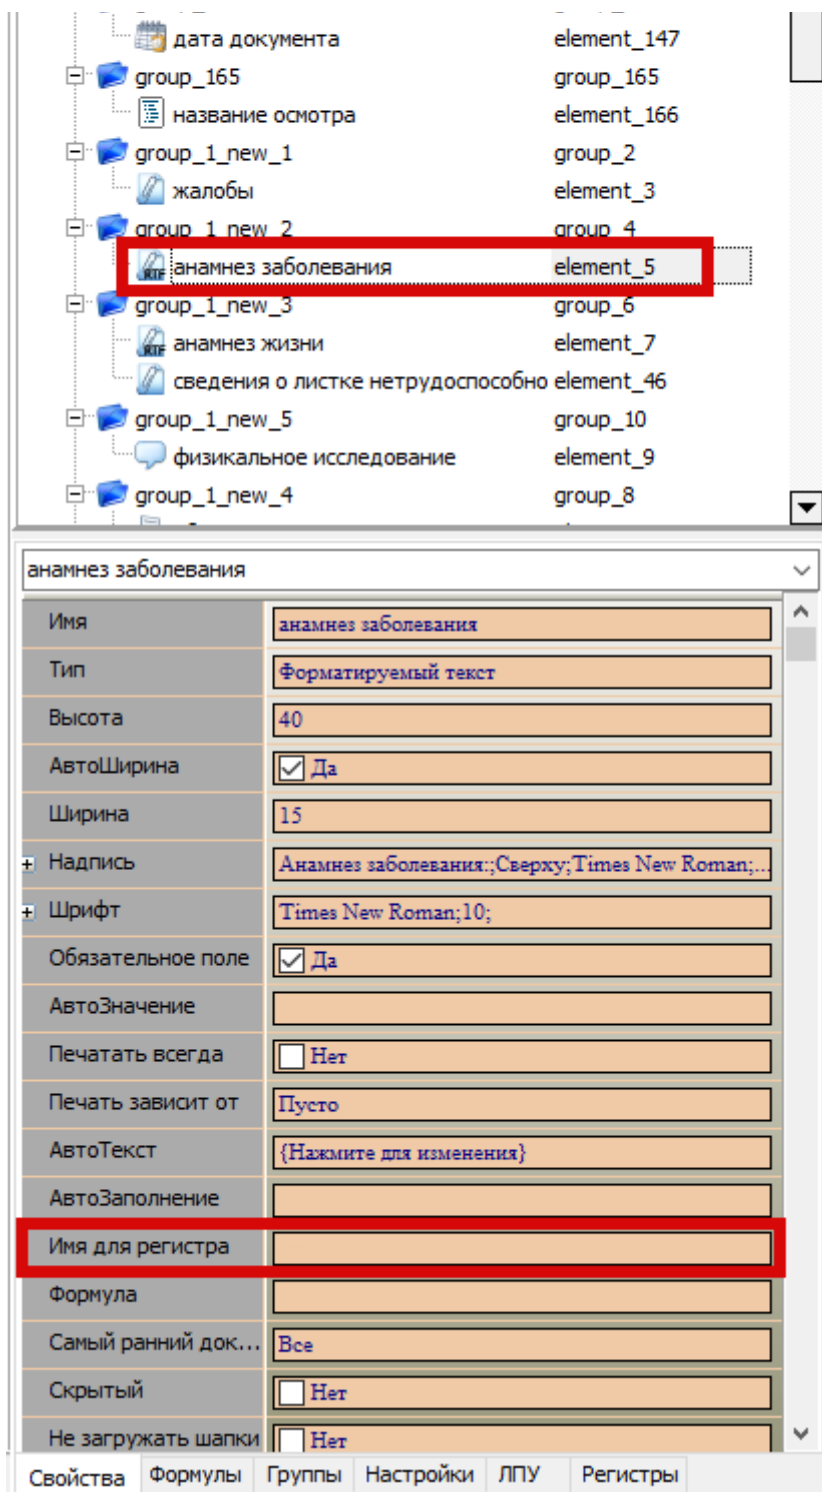 дата документа element_147
group_165 group_165
название осмотра element_166
group_1_new_1 group_2
жалобы element_3
group_1_new_2 group_4
RTF анамнез заболевания element_5
group_1_new_3 group_6
RTF анамнез жизни element_7
сведения о листке нетрудоспособно element_46
group_1_new_5 group_10
физикальное исследование element_9
group_1_new_4 group_8
анамнез заболевания
Имя анамнез заболевания
Тип Форматируемый текст
Высота 40
АвтоШирина Да
Ширина 15
Надпись Анамнез заболевания:;Сверху;Times New Roman;...
Шрифт Times New Roman;10;
Обязательное поле Да
АвтоЗначение
Печатать всегда Нет
Печать зависит от Пусто
АвтоТекст {Нажмите для изменения}
АвтоЗаполнение
Имя для регистра
Формула
Самый ранний док... Все
Скрытый Нет
Не загружать шапки Нет
Свойства Формулы Группы Настройки ЛПУ Регистры